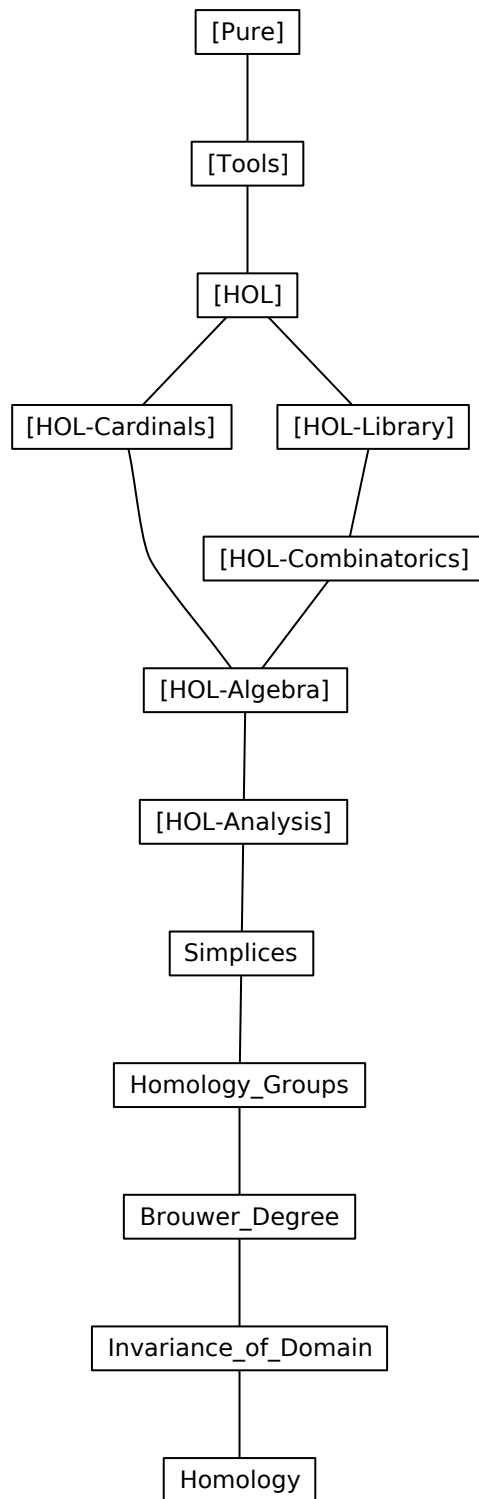 [Pure]
[Tools]
[HOL]
[HOL-Cardinals]
[HOL-Library]
[HOL-Combinatorics]
[HOL-Algebra]
[HOL-Analysis]
Simplices
Homology_Groups
Brouwer_Degree
Invariance_of_Domain
Homology